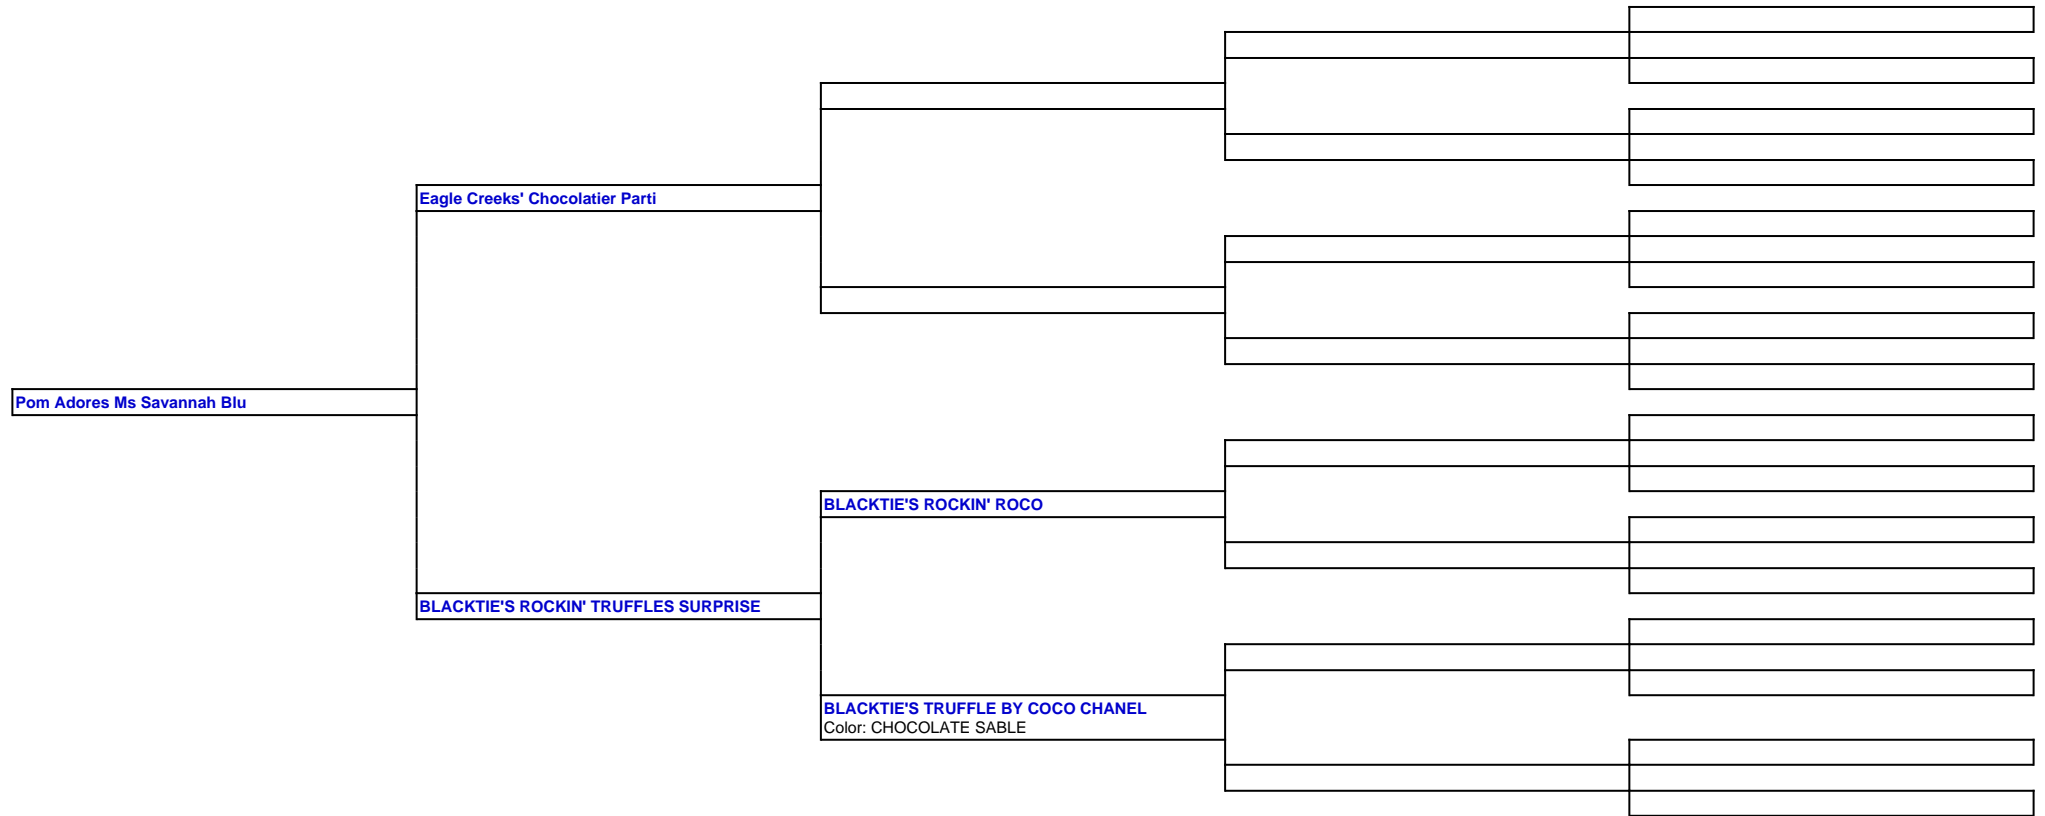 Eagle Creeks' Chocolatier Parti
Pom Adores Ms Savannah Blu
BLACKTIE'S ROCKIN' ROCO
BLACKTIE'S ROCKIN' TRUFFLES SURPRISE
BLACKTIE'S TRUFFLE BY COCO CHANEL
Color: CHOCOLATE SABLE